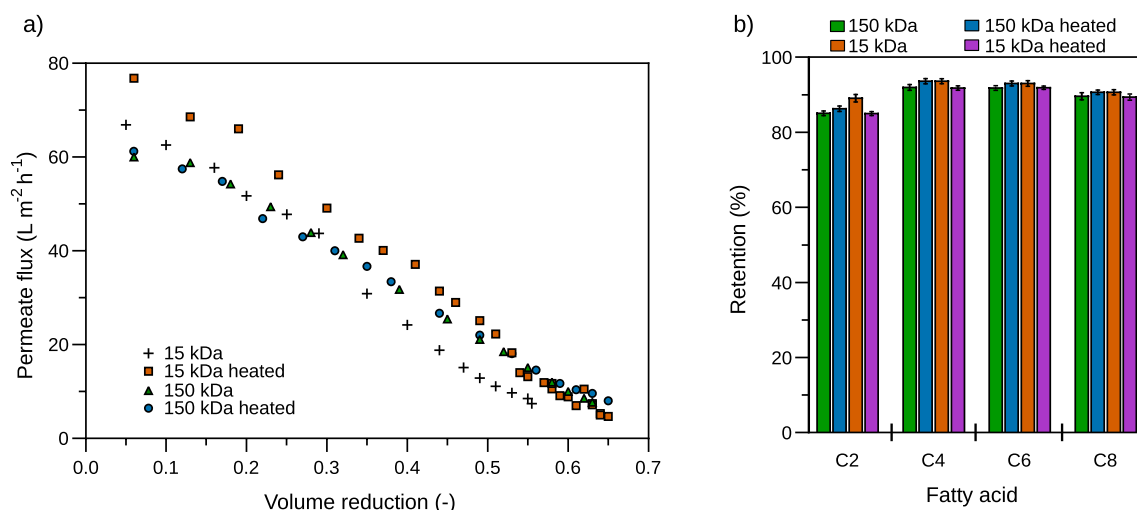 a)
80
60
40
20
0
Permeate flux (L m⁻² h⁻¹)
15 kDa
15 kDa heated
150 kDa
150 kDa heated
0.0 0.1 0.2 0.3 0.4 0.5 0.6 0.7
Volume reduction (-)
b)
150 kDa 150 kDa heated
15 kDa 15 kDa heated
100
80
60
40
20
0
Retention (%)
C2 C4 C6 C8
Fatty acid